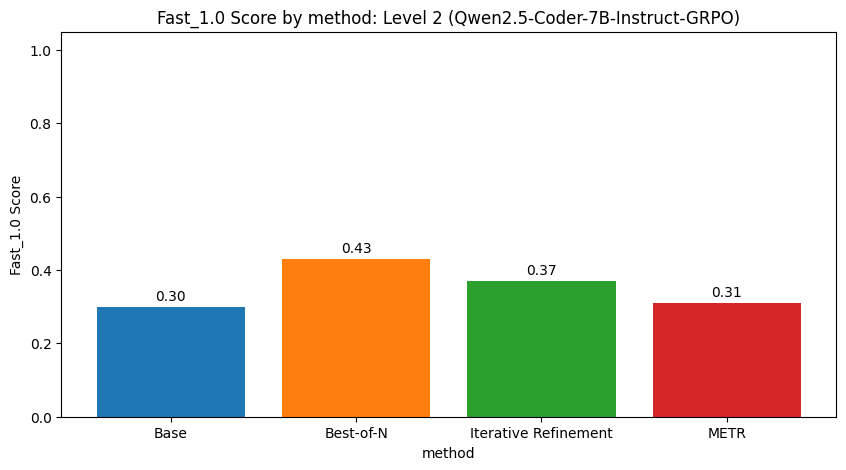 Fast_1.0 Score by method: Level 2 (Qwen2.5-Coder-7B-Instruct-GRPO)
1.0
0.8
0.6
0.4
0.2
0.0
Fast_1.0 Score
0.30
0.43
0.37
0.31
Base
Best-of-N
Iterative Refinement
METR
method